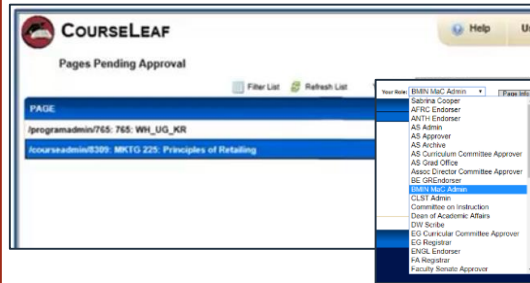 COURSELEAF
Help
Pages Pending Approval
Filter List Refresh List
Your Role: BMIN MaC Admin Page Info
PAGE
/programadmin/765: 765: WH_UG_KR
/courseadmin/8309: MKTG 225: Principles of Retailing
Sabrina Cooper
AFRC Endorser
ANTH Endorser
AS Admin
AS Approver
AS Archive
AS Curriculum Committee Approver
AS Grad Office
Assoc Director Committee Approver
BE GREndorser
BMIN MaC Admin
CLST Admin
Committee on Instruction
Dean of Academic Affairs
DW Scribe
EG Curricular Committee Approver
EG Registrar
ENGL Endorser
FA Registrar
Faculty Senate Approver